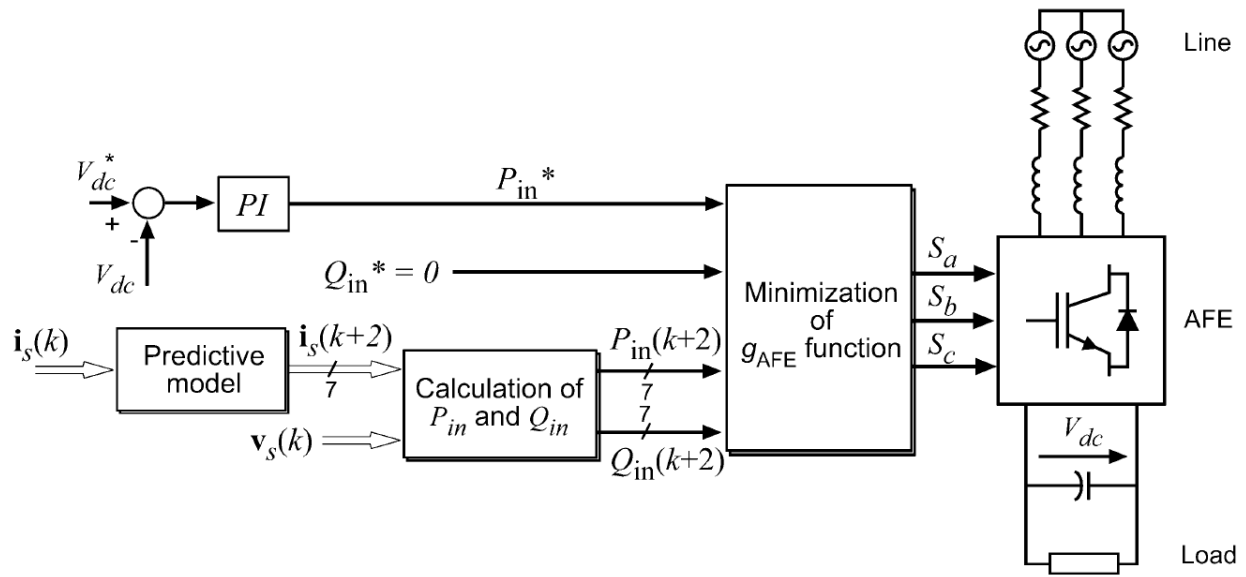 Line
V_dc*
+
-
V_dc
PI
P_in*
Q_in* = 0
i_s(k)
Predictive
model
i_s(k+2)
7
v_s(k)
Calculation of
P_in and Q_in
P_in(k+2)
7
7
Q_in(k+2)
Minimization
of
g_AFE function
S_a
S_b
S_c
AFE
V_dc
Load